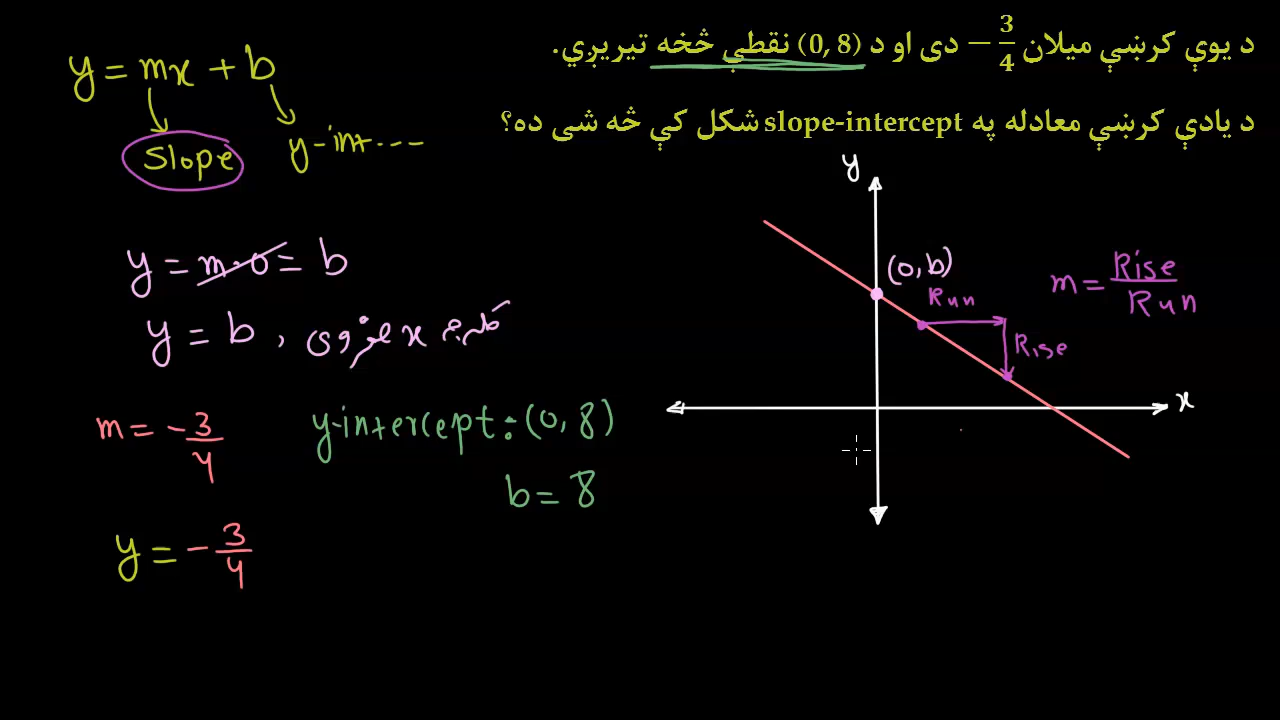 د يوې کرښې ميلان −3/4 دی او د (0, 8) نقطې څخه تيريږي.
د يادې کرښې معادله په slope-intercept شکل کې څه شی ده؟
y = mx + b
slope
y-int...
y = m·0 = b
y = b ,
x
m = -3/4
y-intercept: (0, 8)
b = 8
y = -3/4
y
(0, b)
Run
Rise
m = Rise/Run
x